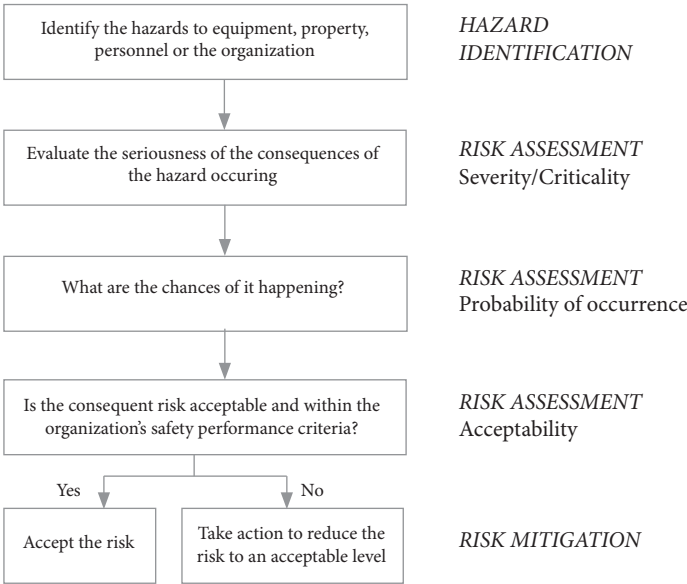 Identify the hazards to equipment, property,
personnel or the organization
HAZARD
IDENTIFICATION
Evaluate the seriousness of the consequences of
the hazard occuring
RISK ASSESSMENT
Severity/Criticality
What are the chances of it happening?
RISK ASSESSMENT
Probability of occurrence
Is the consequent risk acceptable and within the
organization's safety performance criteria?
RISK ASSESSMENT
Acceptability
Yes
No
Accept the risk
Take action to reduce the
risk to an acceptable level
RISK MITIGATION